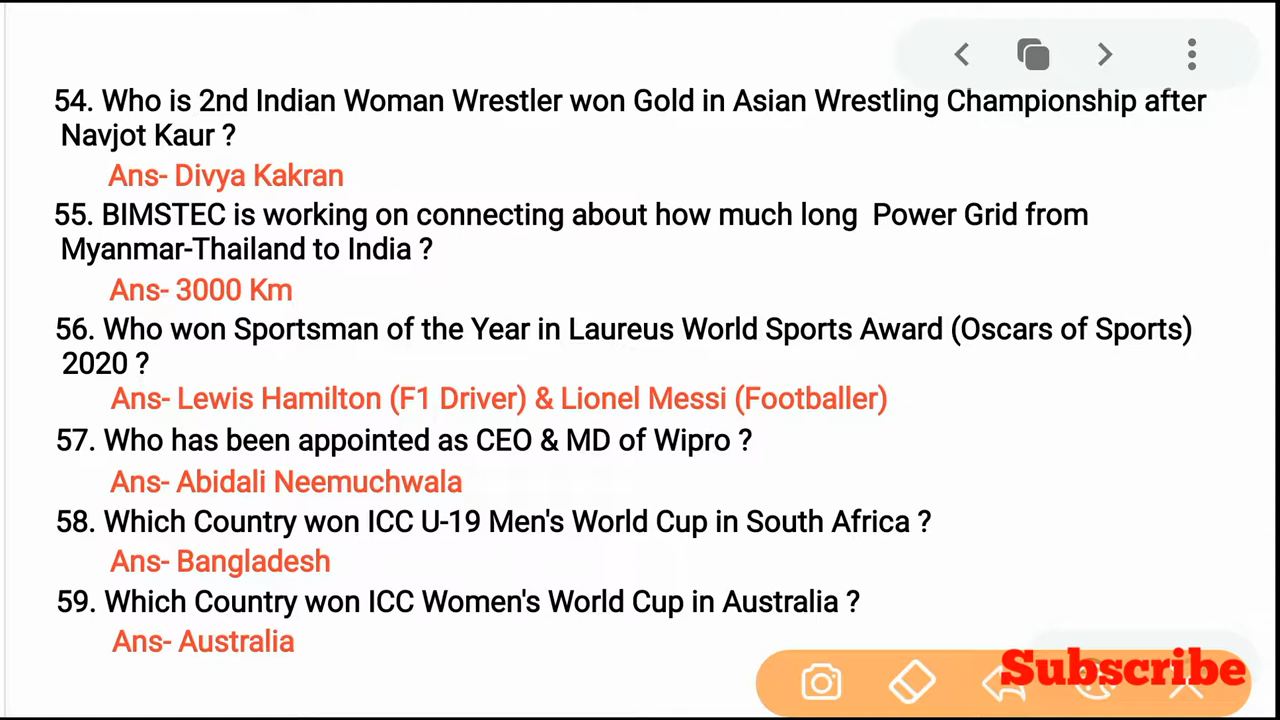 54. Who is 2nd Indian Woman Wrestler won Gold in Asian Wrestling Championship after
Navjot Kaur ?
Ans- Divya Kakran
55. BIMSTEC is working on connecting about how much long Power Grid from
Myanmar-Thailand to India ?
Ans- 3000 Km
56. Who won Sportsman of the Year in Laureus World Sports Award (Oscars of Sports)
2020 ?
Ans- Lewis Hamilton (F1 Driver) & Lionel Messi (Footballer)
57. Who has been appointed as CEO & MD of Wipro ?
Ans- Abidali Neemuchwala
58. Which Country won ICC U-19 Men's World Cup in South Africa ?
Ans- Bangladesh
59. Which Country won ICC Women's World Cup in Australia ?
Ans- Australia
Subscribe